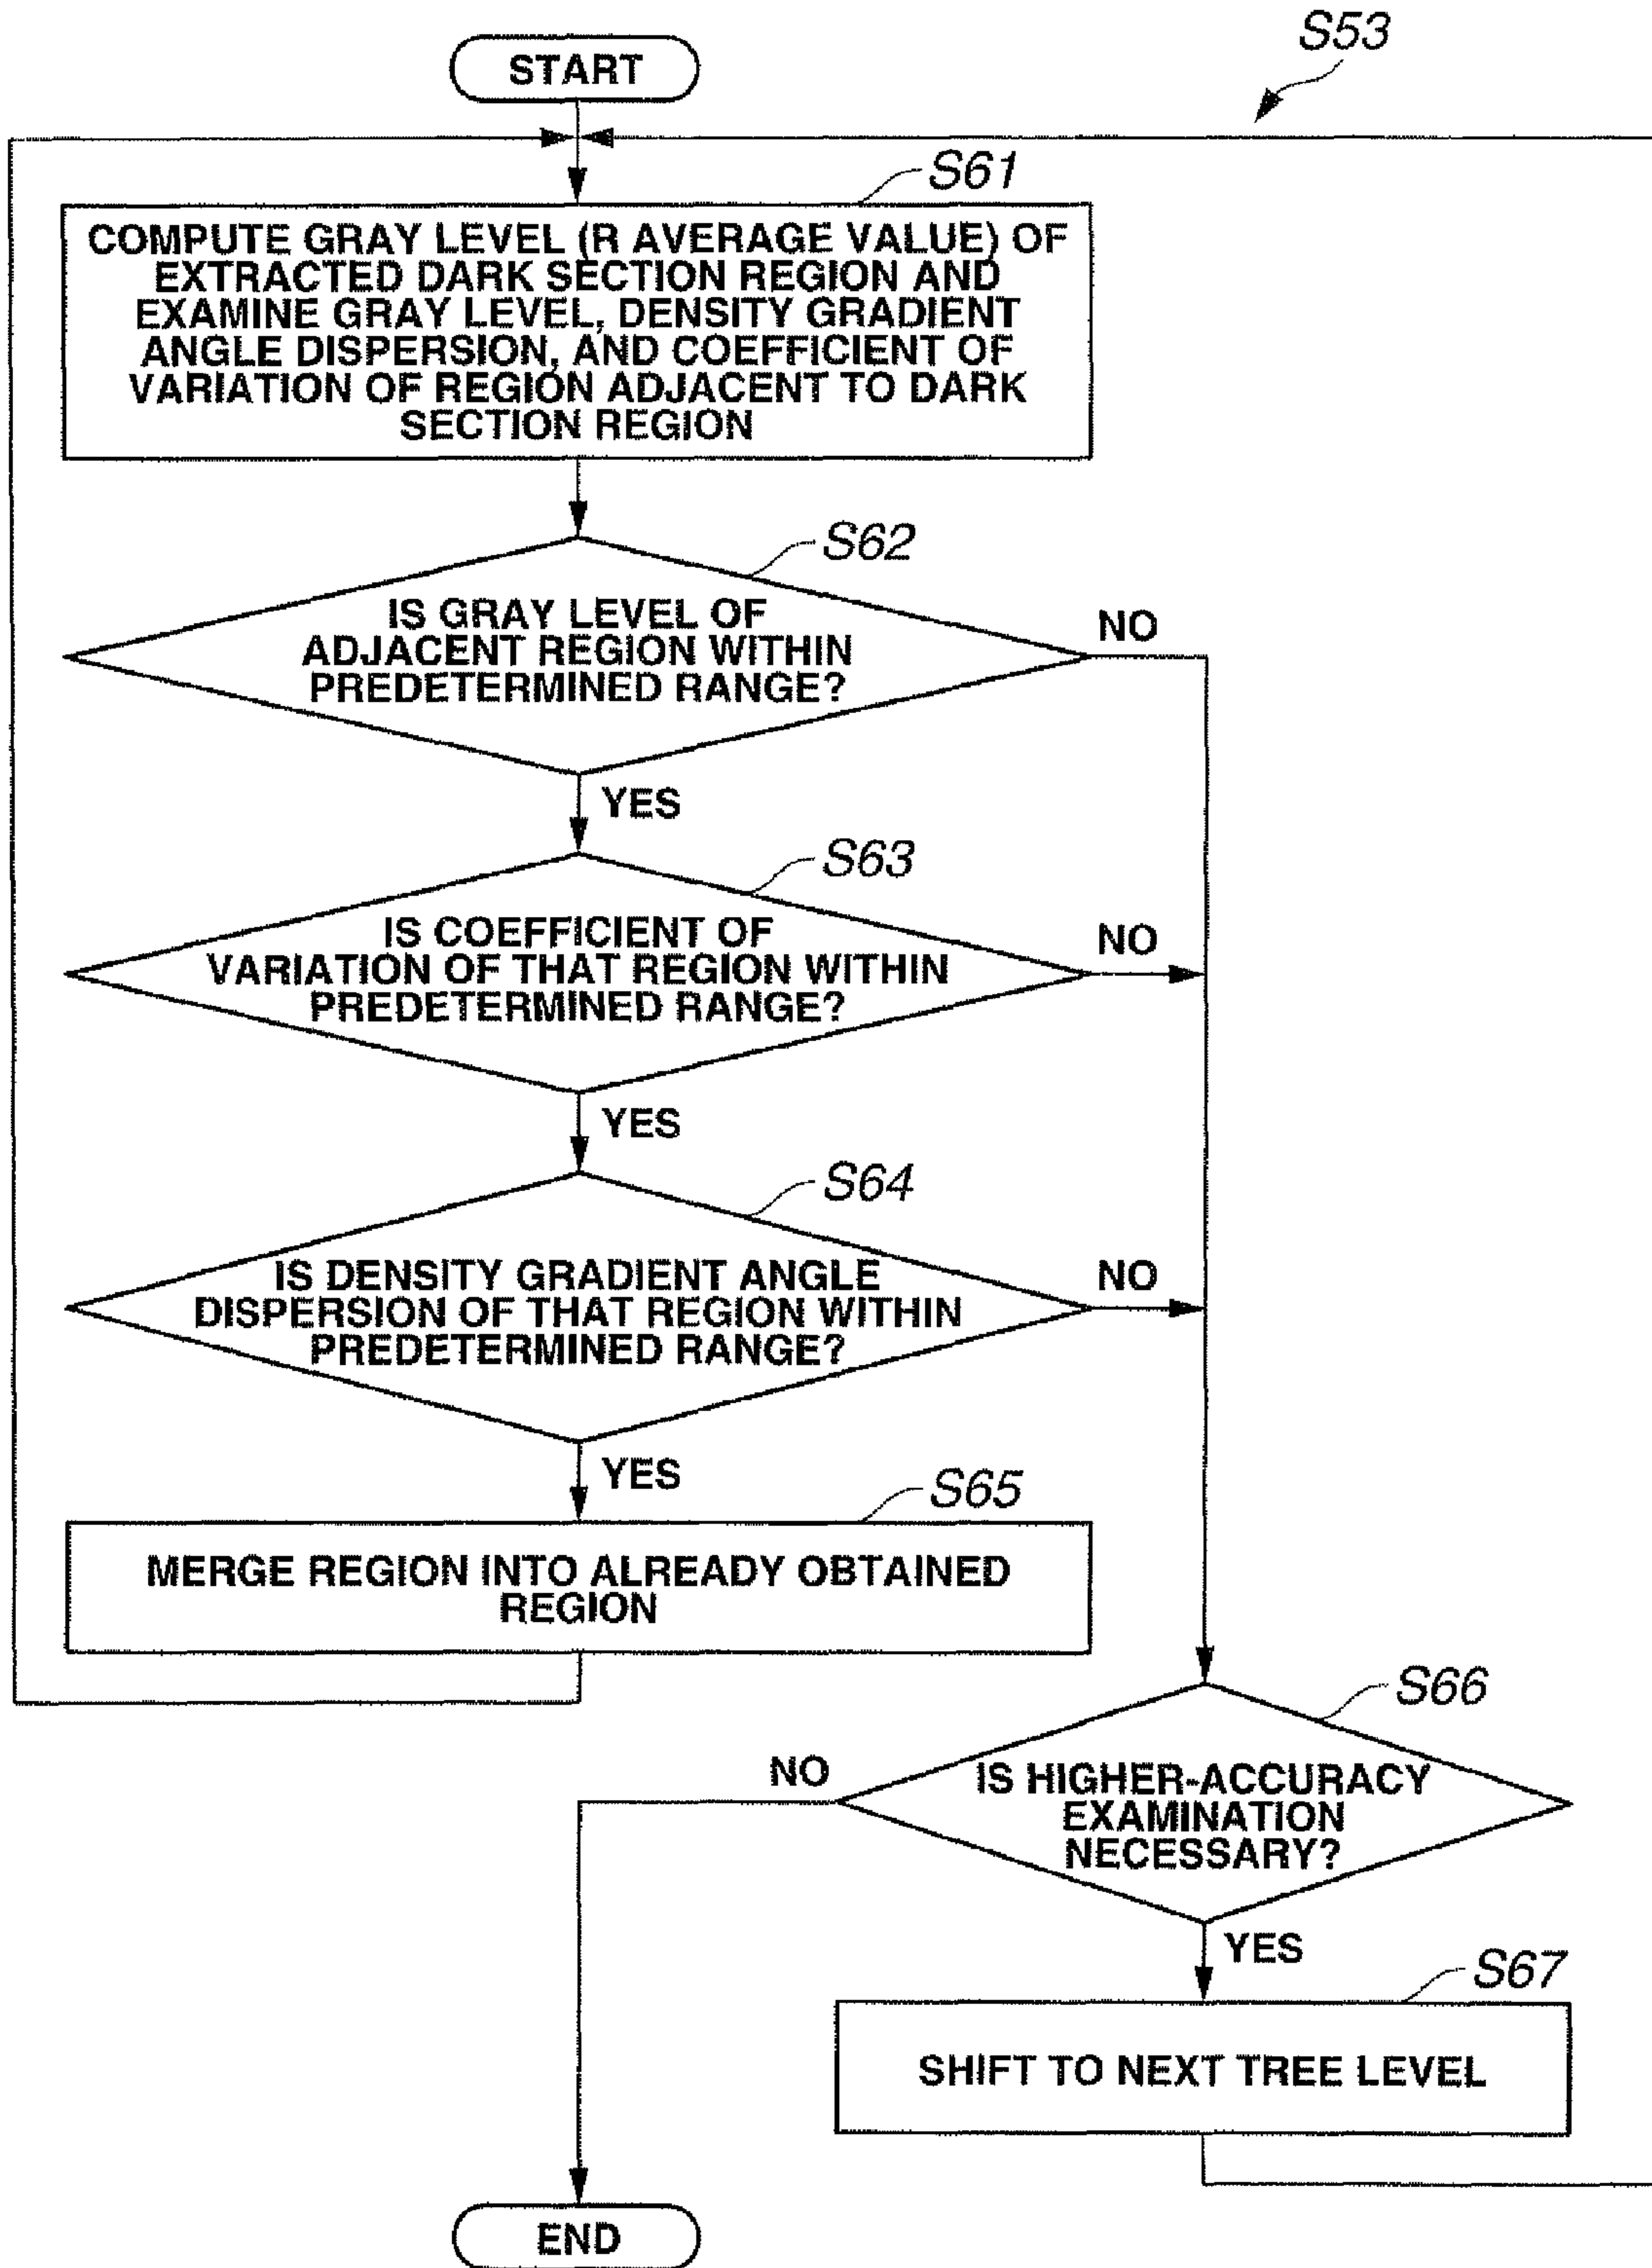 S53
START
S61
COMPUTE GRAY LEVEL (R AVERAGE VALUE) OF
EXTRACTED DARK SECTION REGION AND
EXAMINE GRAY LEVEL, DENSITY GRADIENT
ANGLE DISPERSION, AND COEFFICIENT OF
VARIATION OF REGION ADJACENT TO DARK
SECTION REGION
S62
IS GRAY LEVEL OF
ADJACENT REGION WITHIN
PREDETERMINED RANGE?
NO
YES
S63
IS COEFFICIENT OF
VARIATION OF THAT REGION WITHIN
PREDETERMINED RANGE?
NO
YES
S64
IS DENSITY GRADIENT ANGLE
DISPERSION OF THAT REGION WITHIN
PREDETERMINED RANGE?
NO
YES
S65
MERGE REGION INTO ALREADY OBTAINED
REGION
S66
NO
IS HIGHER-ACCURACY
EXAMINATION
NECESSARY?
YES
S67
SHIFT TO NEXT TREE LEVEL
END